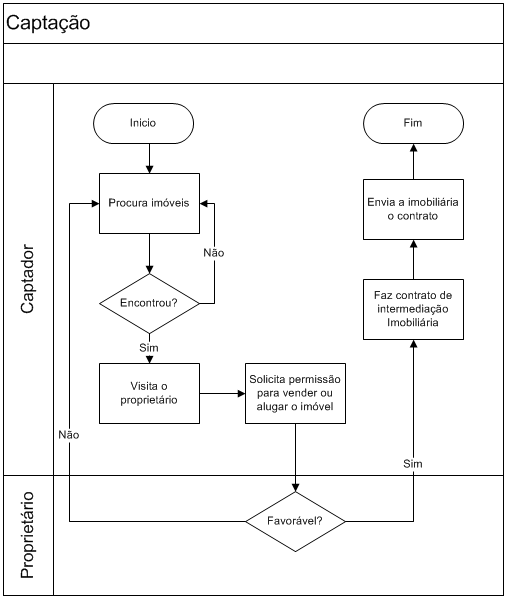 Captação
Captador
Inicio
Fim
Procura imóveis
Envia a imobiliária
o contrato
Não
Encontrou?
Faz contrato de
intermediação
Imobiliária
Sim
Visita o
proprietário
Solicita permissão
para vender ou
alugar o imóvel
Não
Sim
Proprietário
Favorável?